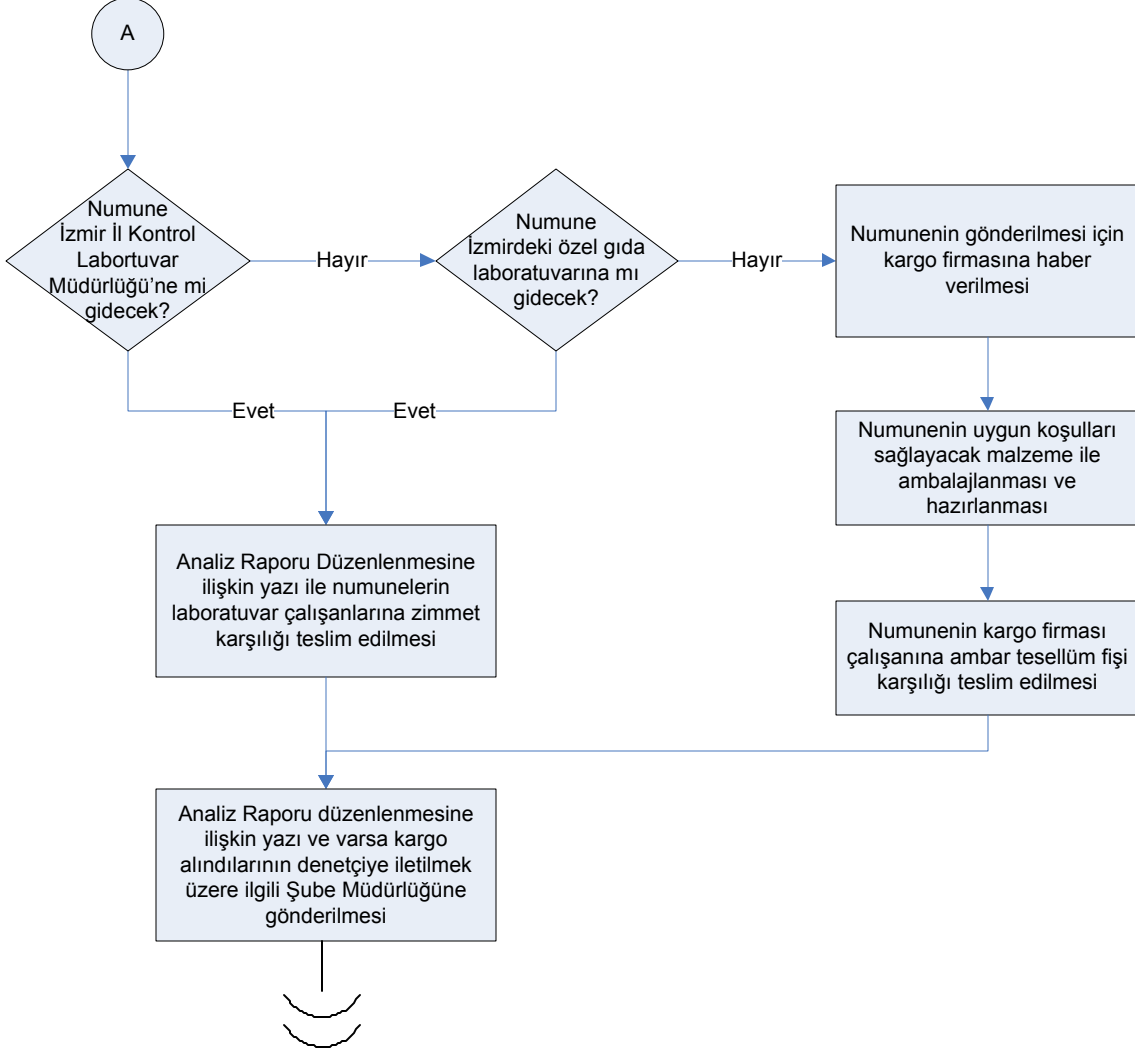 A
Numune
İzmir İl Kontrol
Labortuvar
Müdürlüğü’ne mi
gidecek?
Hayır
Numune
İzmirdeki özel gıda
laboratuvarına mı
gidecek?
Hayır
Numunenin gönderilmesi için
kargo firmasına haber
verilmesi
Evet
Evet
Numunenin uygun koşulları
sağlayacak malzeme ile
ambalajlanması ve
hazırlanması
Analiz Raporu Düzenlenmesine
ilişkin yazı ile numunelerin
laboratuvar çalışanlarına zimmet
karşılığı teslim edilmesi
Numunenin kargo firması
çalışanına ambar tesellüm fişi
karşılığı teslim edilmesi
Analiz Raporu düzenlenmesine
ilişkin yazı ve varsa kargo
alındılarının denetçiye iletilmek
üzere ilgili Şube Müdürlüğüne
gönderilmesi